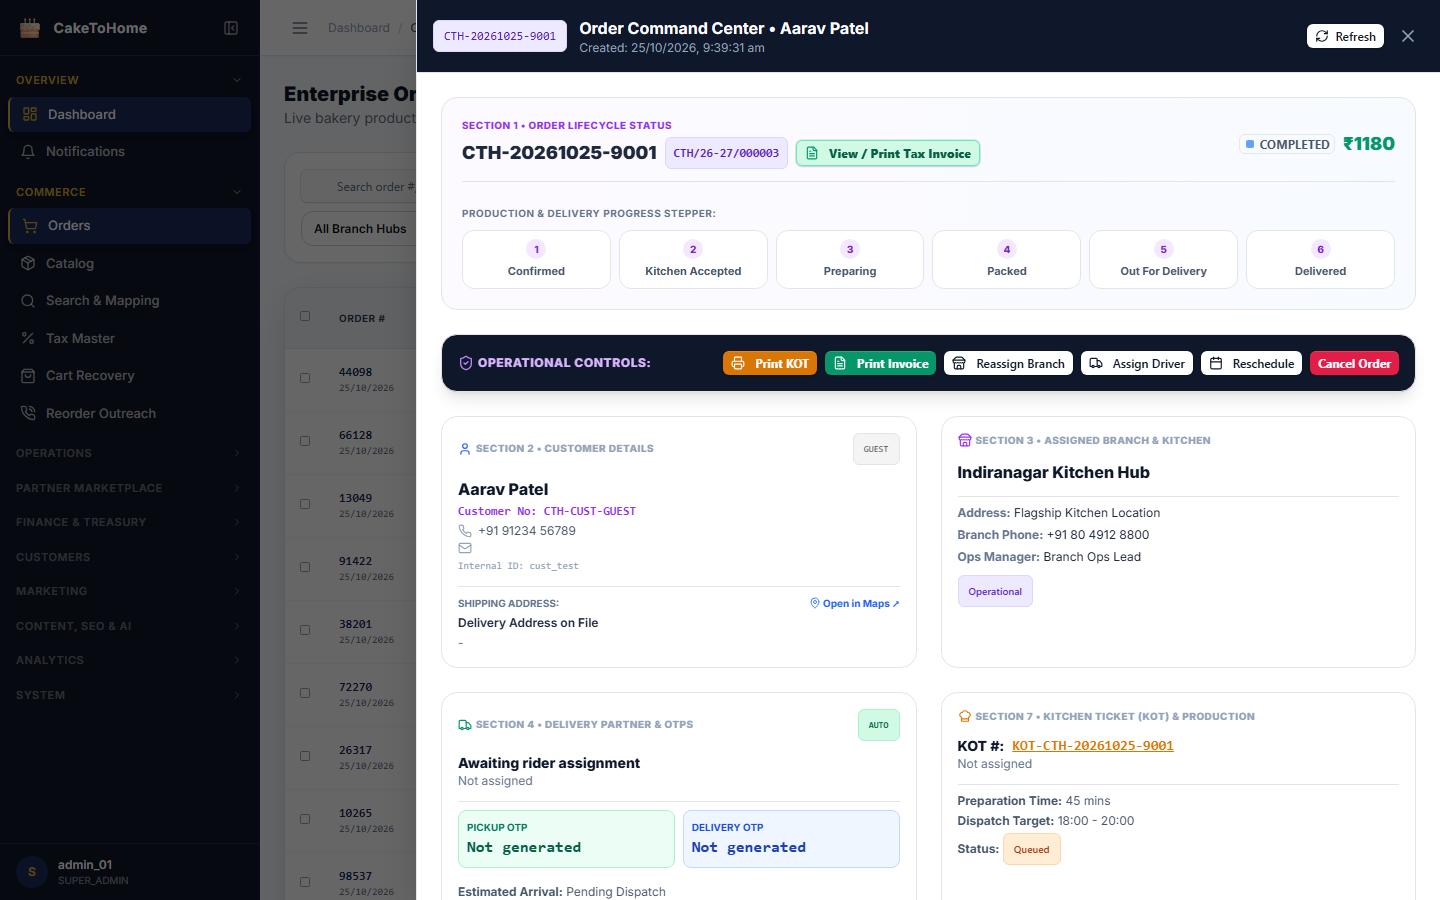 CakeToHome
OVERVIEW
Dashboard
Notifications
COMMERCE
Orders
Catalog
Search & Mapping
Tax Master
Cart Recovery
Reorder Outreach
OPERATIONS
PARTNER MARKETPLACE
FINANCE & TREASURY
CUSTOMERS
MARKETING
CONTENT, SEO & AI
ANALYTICS
SYSTEM
S
admin_01
SUPER_ADMIN
Dashboard /
Enterprise Or
Live bakery product
Search order #
All Branch Hubs
ORDER #
44098
25/10/2026
66128
25/10/2026
13049
25/10/2026
91422
25/10/2026
38201
25/10/2026
72270
25/10/2026
26317
25/10/2026
10265
25/10/2026
98537
25/10/2026
CTH-20261025-9001
Order Command Center • Aarav Patel
Created: 25/10/2026, 9:39:31 am
Refresh
SECTION 1 • ORDER LIFECYCLE STATUS
CTH-20261025-9001 CTH/26-27/000003 View / Print Tax Invoice
COMPLETED ₹1180
PRODUCTION & DELIVERY PROGRESS STEPPER:
1 Confirmed
2 Kitchen Accepted
3 Preparing
4 Packed
5 Out For Delivery
6 Delivered
OPERATIONAL CONTROLS: Print KOT Print Invoice Reassign Branch Assign Driver Reschedule Cancel Order
SECTION 2 • CUSTOMER DETAILS GUEST
Aarav Patel
Customer No: CTH-CUST-GUEST
+91 91234 56789
Internal ID: cust_test
SHIPPING ADDRESS: Open in Maps ↗
Delivery Address on File
-
SECTION 3 • ASSIGNED BRANCH & KITCHEN
Indiranagar Kitchen Hub
Address: Flagship Kitchen Location
Branch Phone: +91 80 4912 8800
Ops Manager: Branch Ops Lead
Operational
SECTION 4 • DELIVERY PARTNER & OTPS AUTO
Awaiting rider assignment
Not assigned
PICKUP OTP
Not generated
DELIVERY OTP
Not generated
Estimated Arrival: Pending Dispatch
SECTION 7 • KITCHEN TICKET (KOT) & PRODUCTION
KOT #: KOT-CTH-20261025-9001
Not assigned
Preparation Time: 45 mins
Dispatch Target: 18:00 - 20:00
Status: Queued